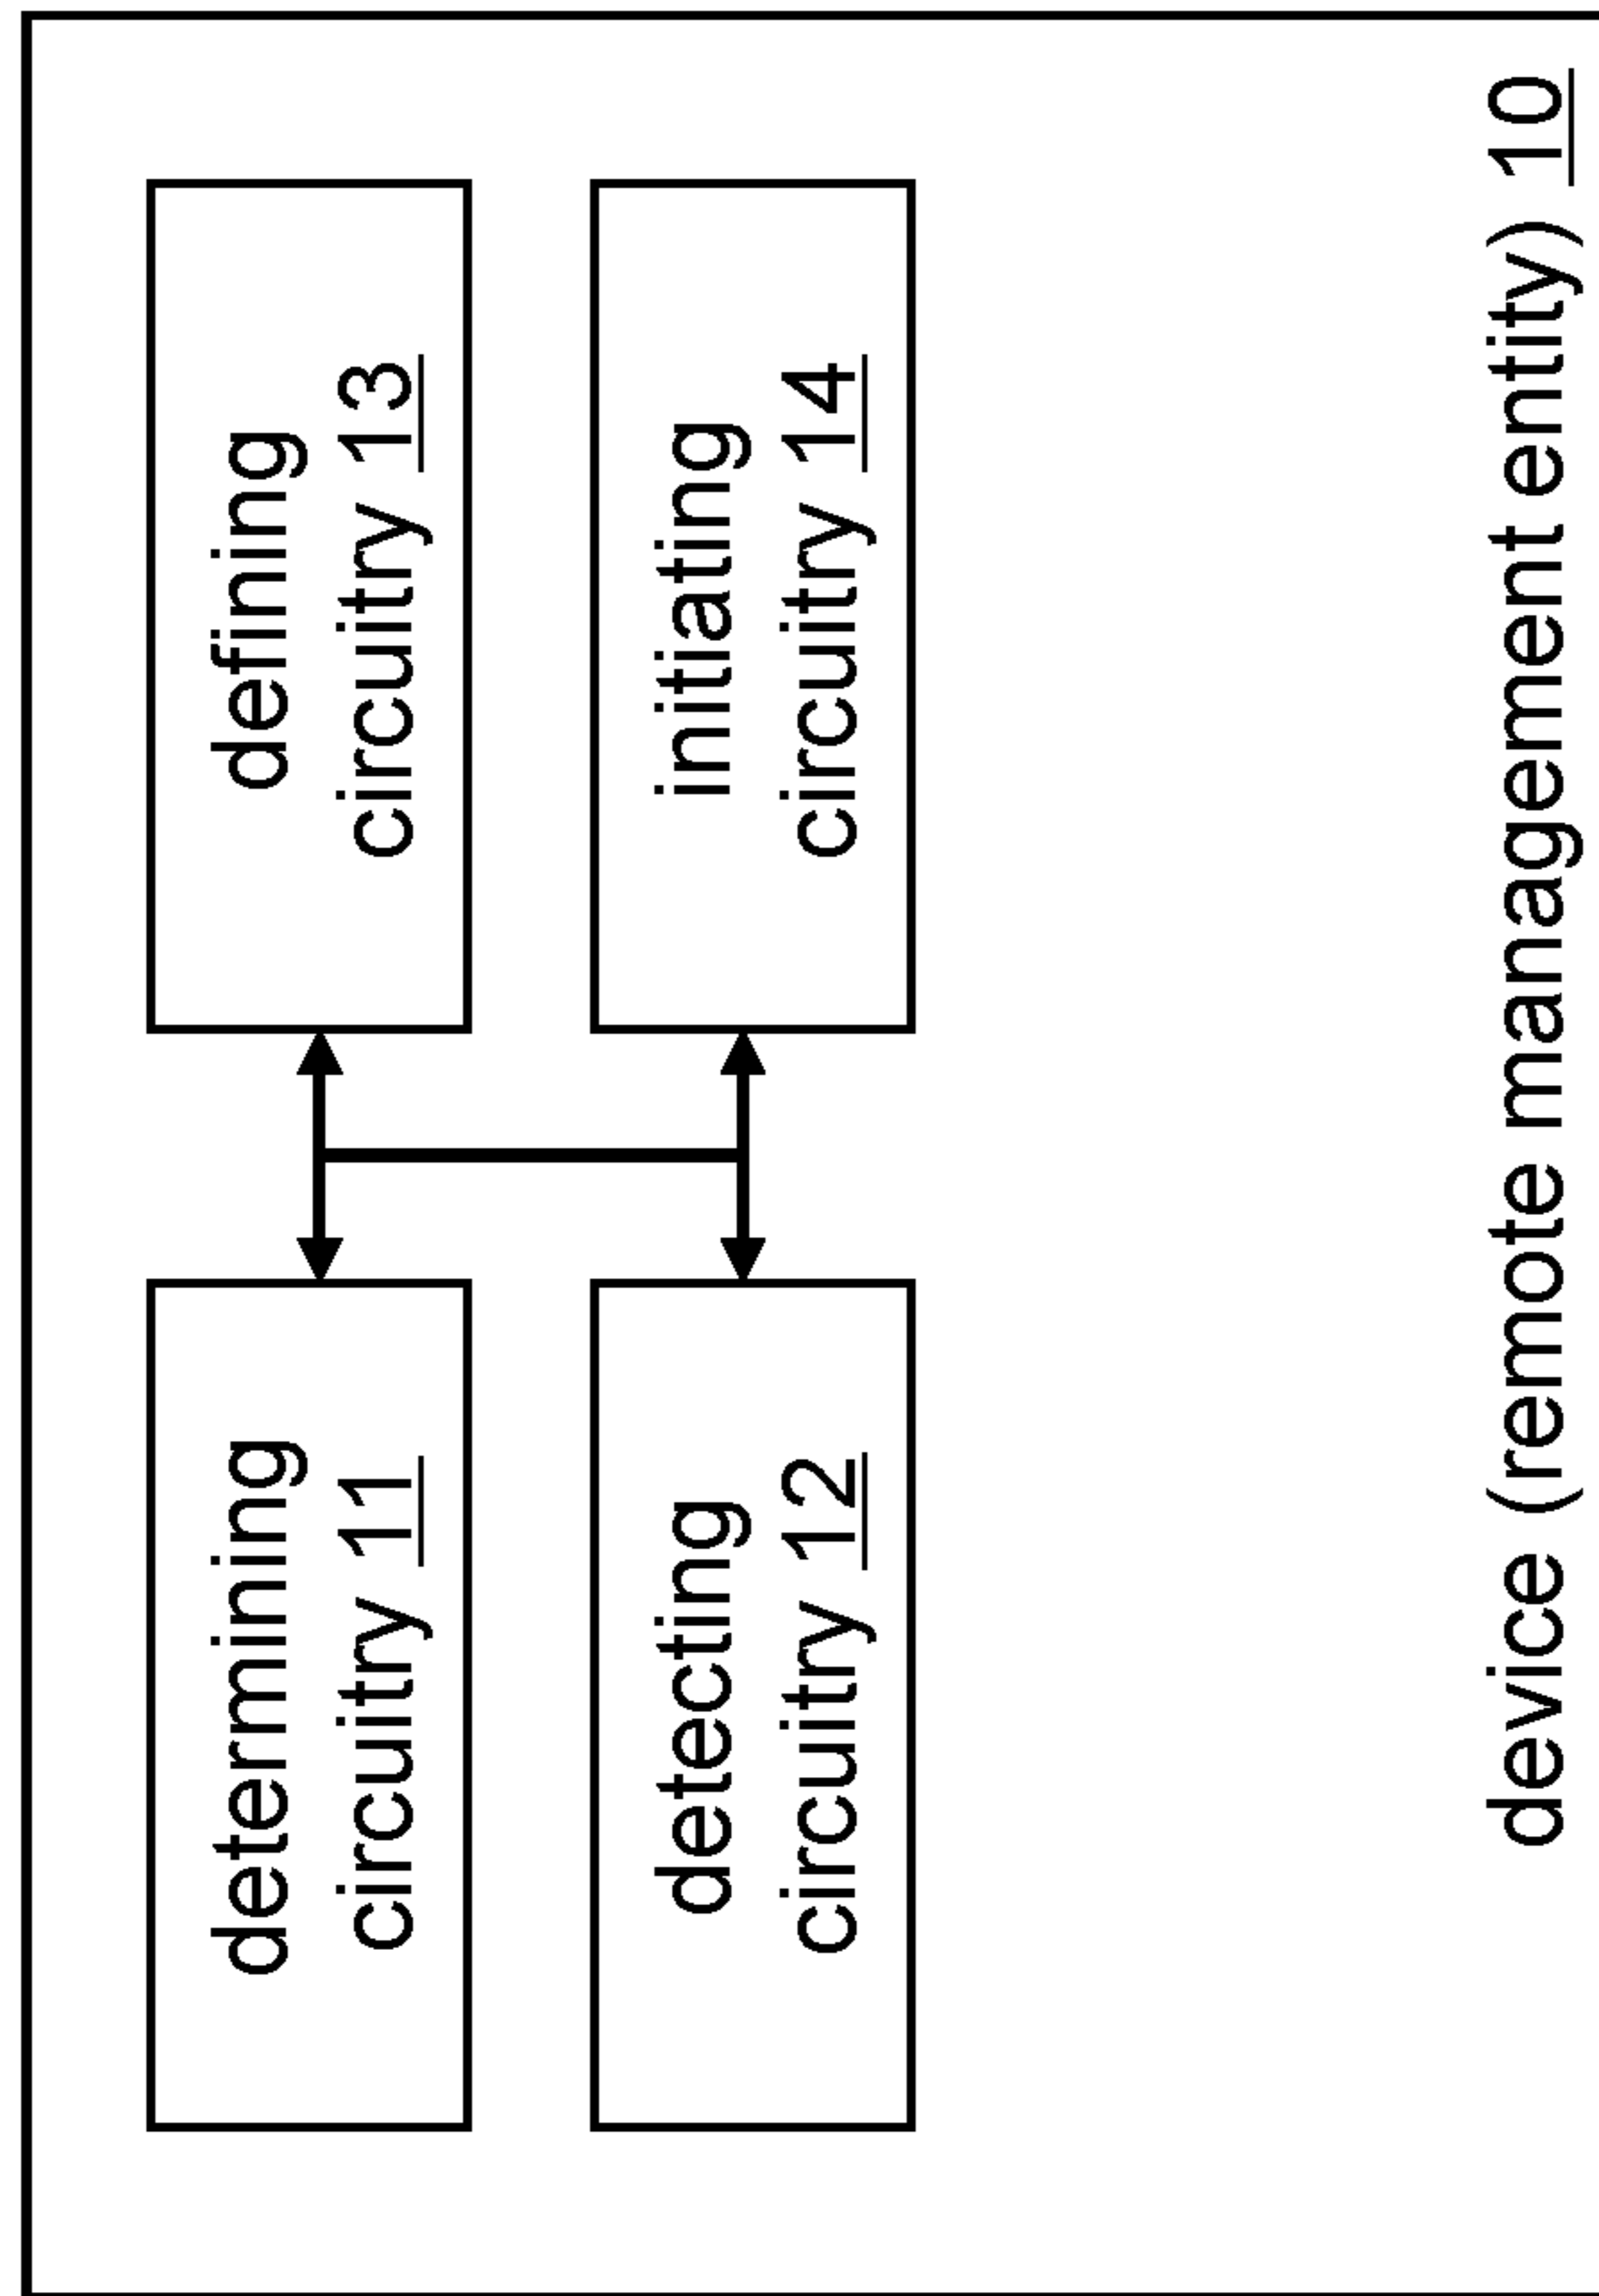 determining
circuitry 11
defining
circuitry 13
detecting
circuitry 12
initiating
circuitry 14
device (remote management entity) 10